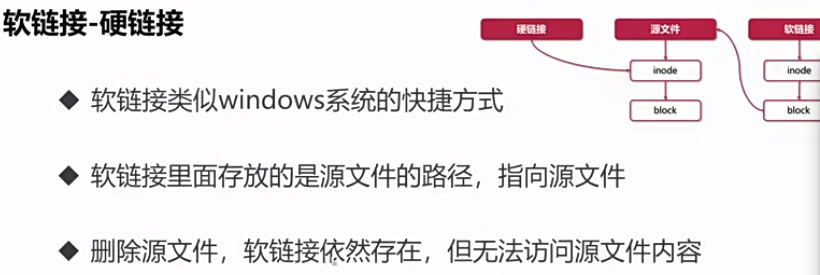 软链接-硬链接
硬链接
源文件
软链接
inode
inode
block
block
◆ 软链接类似windows系统的快捷方式
◆ 软链接里面存放的是源文件的路径，指向源文件
◆ 删除源文件，软链接依然存在，但无法访问源文件内容